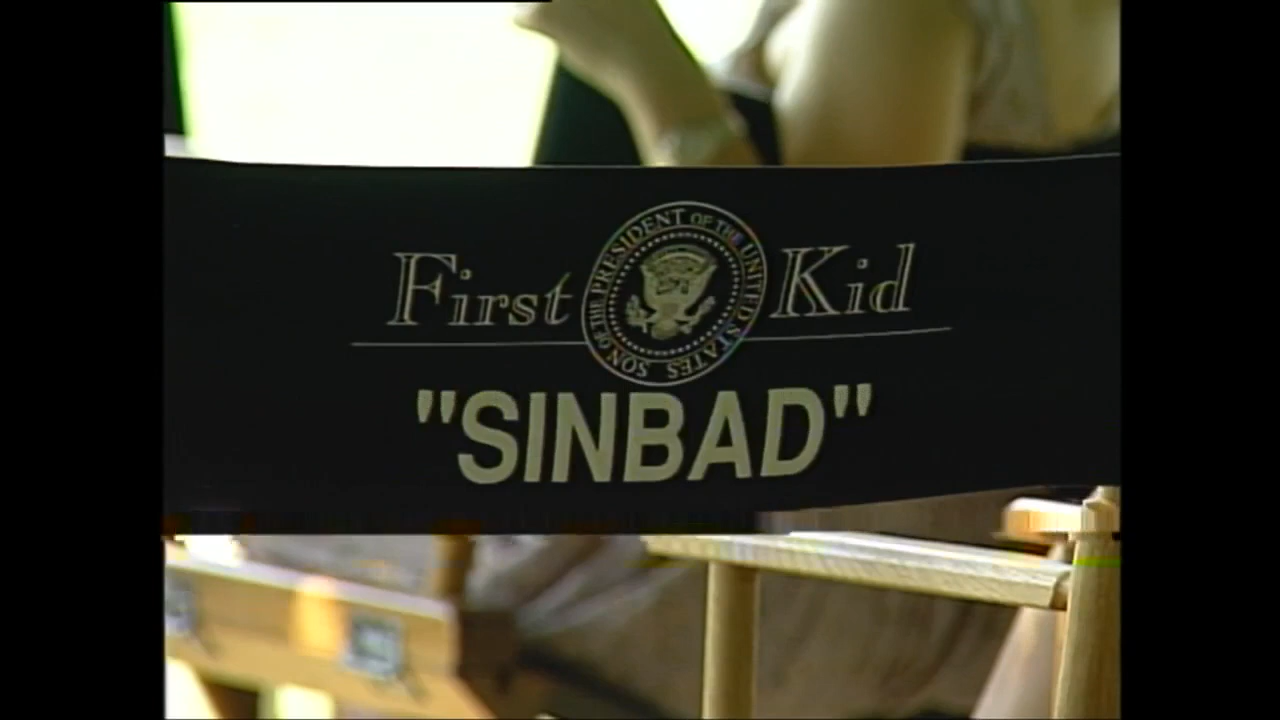 First Kid
SON OF THE PRESIDENT OF THE UNITED STATES
"SINBAD"